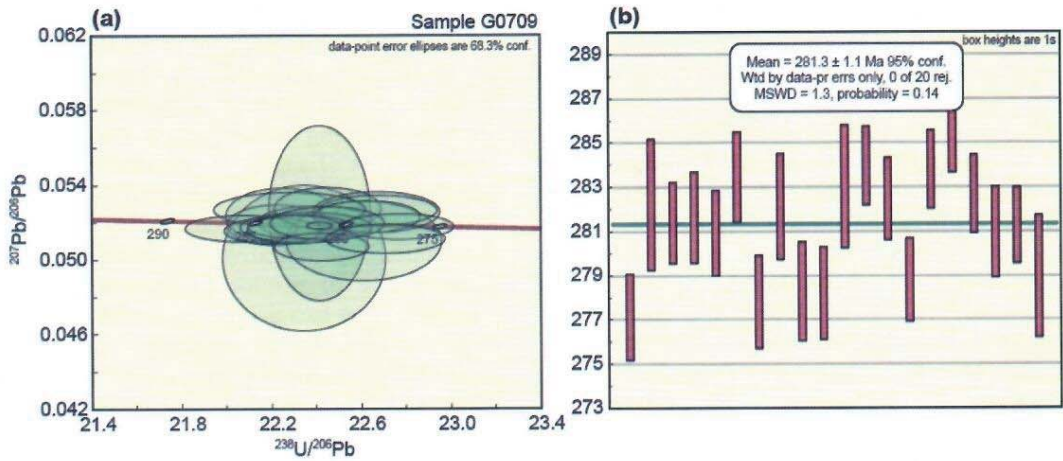 (a)
Sample G0709
data-point error ellipses are 68.3% conf.
0.062
0.058
0.054
0.050
0.046
0.042
²⁰⁷Pb/²⁰⁶Pb
290
275
21.4
21.8
22.2
22.6
23.0
23.4
²³⁸U/²⁰⁶Pb
(b)
box heights are 1s
Mean = 281.3 ± 1.1 Ma 95% conf.
Wtd by data-pr errs only, 0 of 20 rej.
MSWD = 1.3, probability = 0.14
289
287
285
283
281
279
277
275
273